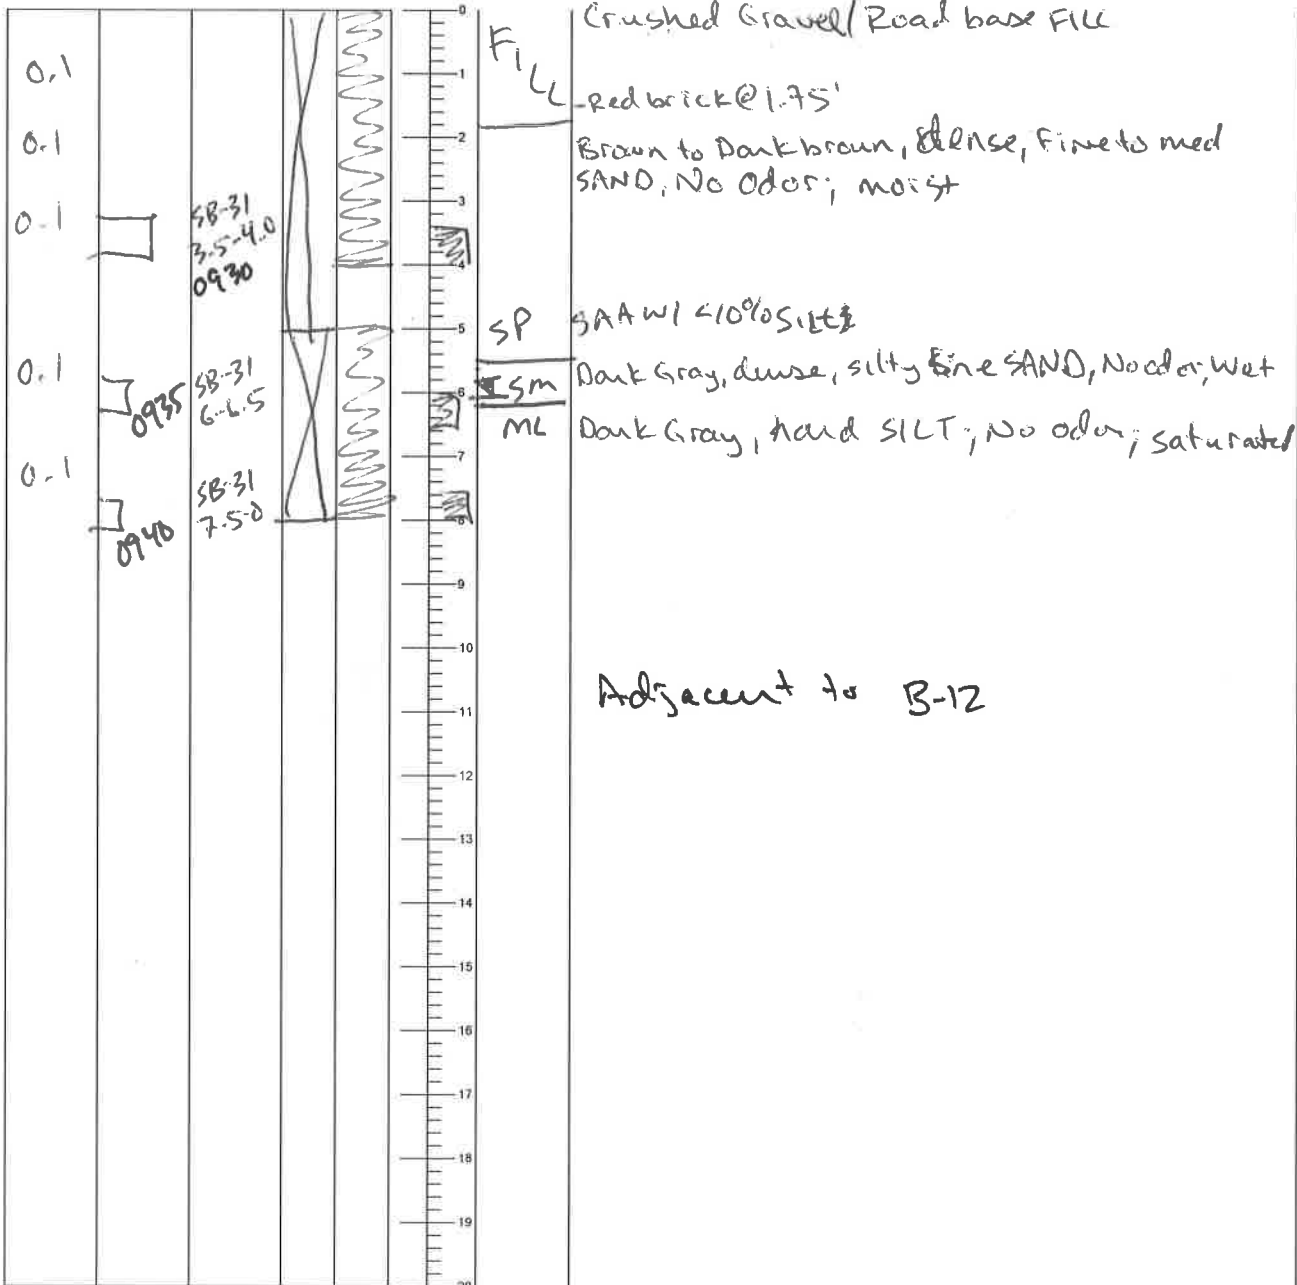 0
Crushed Gravel/Road base FILL
FILL
0.1
1
-Red brick@1.75'
0.1
2
Brown to Dark brown, dense, Fine to med
SAND, No Odor; moist
0.1
SB-31
3.5-4.0
0930
3
4
5
SP
SAA w/ <10% Silt
0.1
0935
SB-31
6-6.5
6
SM
Dark Gray, dense, silty fine SAND, No odor, Wet
ML
Dark Gray, hard SILT; No odor; saturated
0.1
7
0940
SB-31
7.5-0
8
9
10
Adjacent to B-12
11
12
13
14
15
16
17
18
19
20